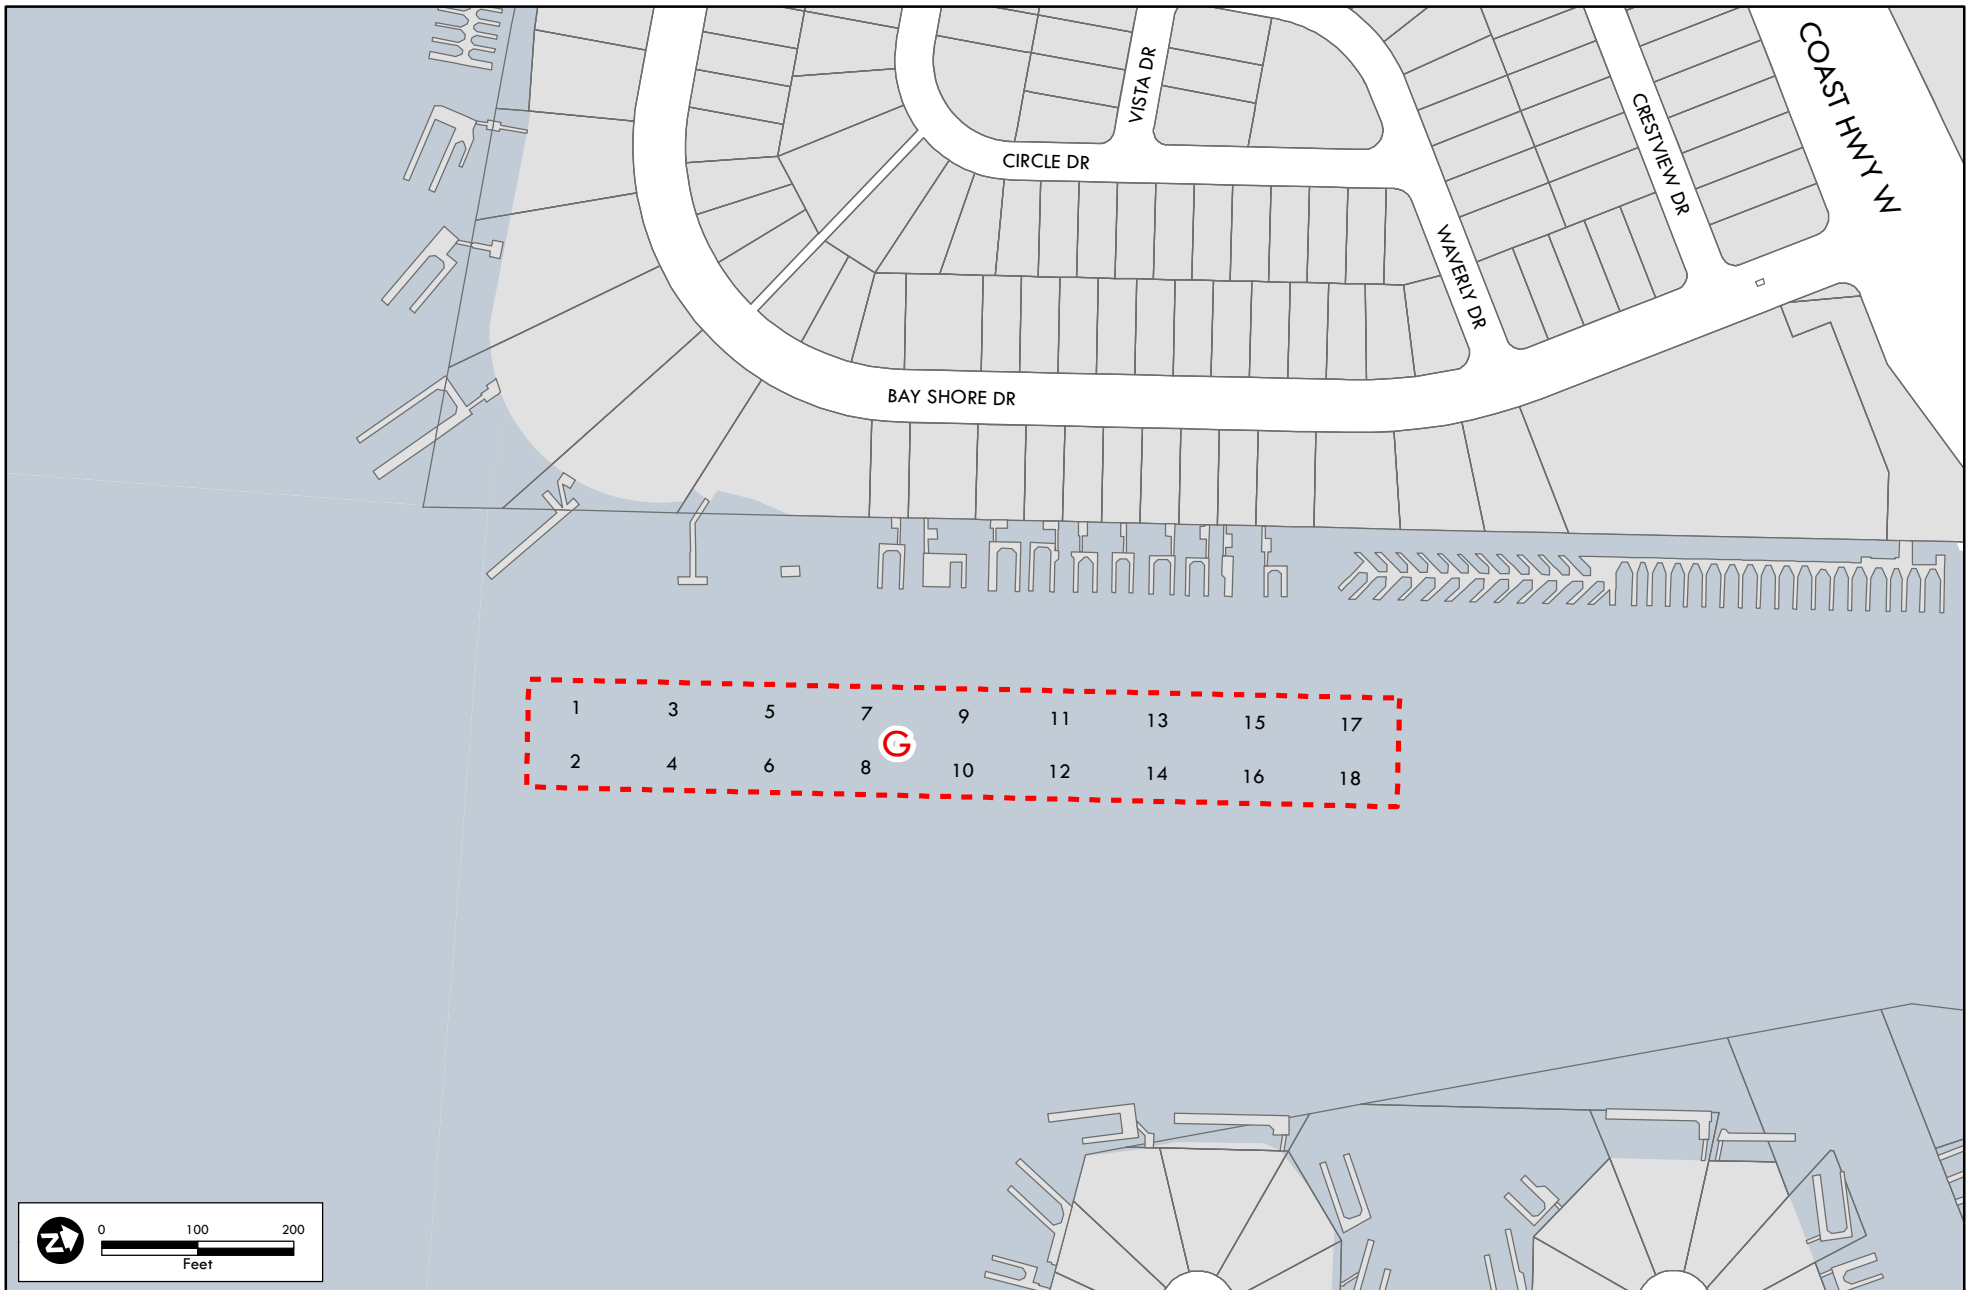 COAST HWY W
VISTA DR
CRESTVIEW DR
CIRCLE DR
WAVERLY DR
BAY SHORE DR
1 3 5 7 9 11 13 15 17
G
2 4 6 8 10 12 14 16 18
0 100 200
N
Feet